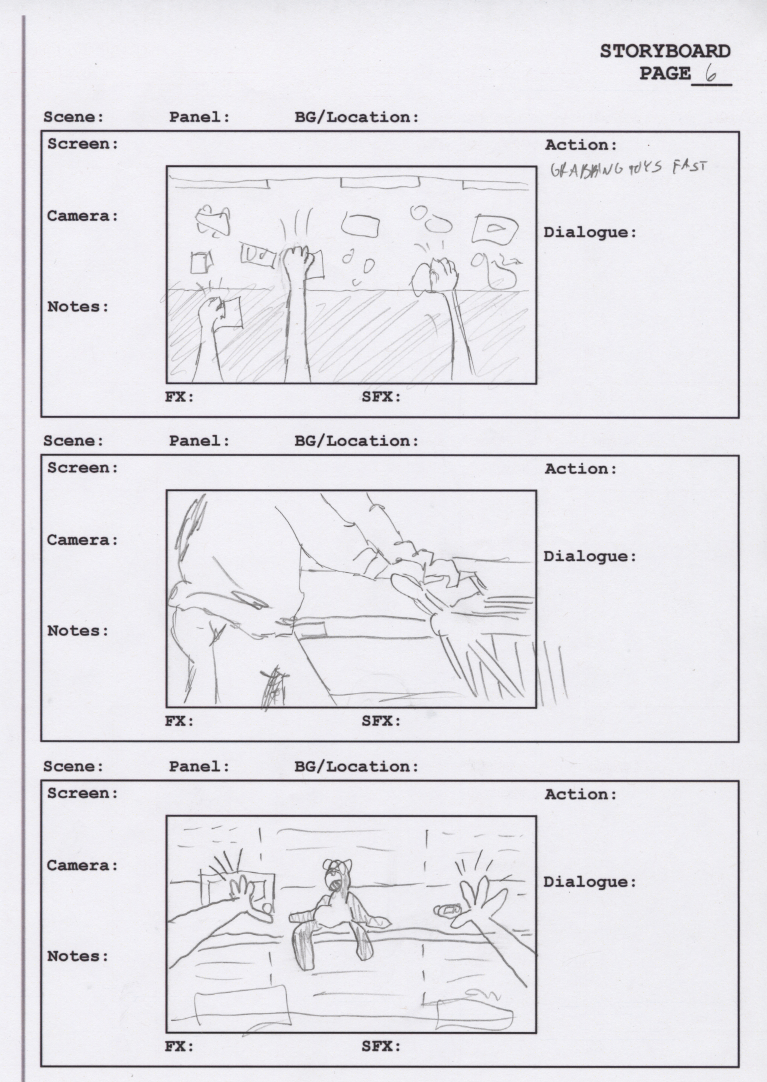 STORYBOARD
PAGE 6
Scene: Panel: BG/Location:
Screen:
Action:
GRABBING TOYS FAST
Camera:
Dialogue:
Notes:
FX: SFX:
Scene: Panel: BG/Location:
Screen:
Action:
Camera:
Dialogue:
Notes:
FX: SFX:
Scene: Panel: BG/Location:
Screen:
Action:
Camera:
Dialogue:
Notes:
FX: SFX: